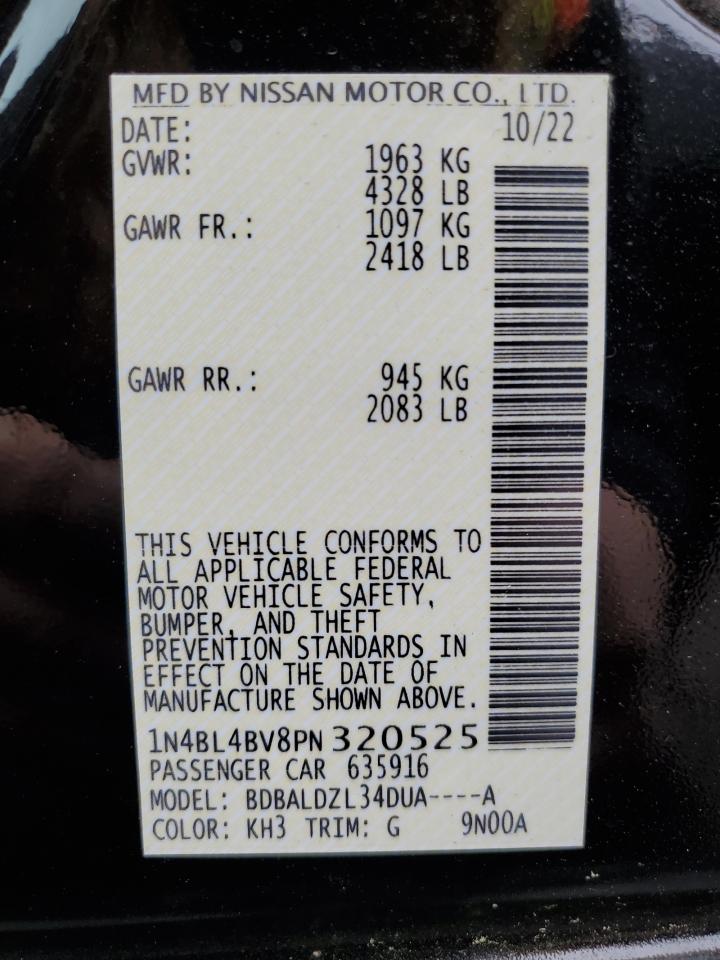 MFD BY NISSAN MOTOR CO., LTD.
DATE: 10/22
GVWR: 1963 KG
4328 LB
GAWR FR.: 1097 KG
2418 LB
GAWR RR.: 945 KG
2083 LB
THIS VEHICLE CONFORMS TO
ALL APPLICABLE FEDERAL
MOTOR VEHICLE SAFETY,
BUMPER, AND THEFT
PREVENTION STANDARDS IN
EFFECT ON THE DATE OF
MANUFACTURE SHOWN ABOVE.
1N4BL4BV8PN 320525
PASSENGER CAR 635916
MODEL: BDBALDZL34DUA----A
COLOR: KH3 TRIM: G 9N00A